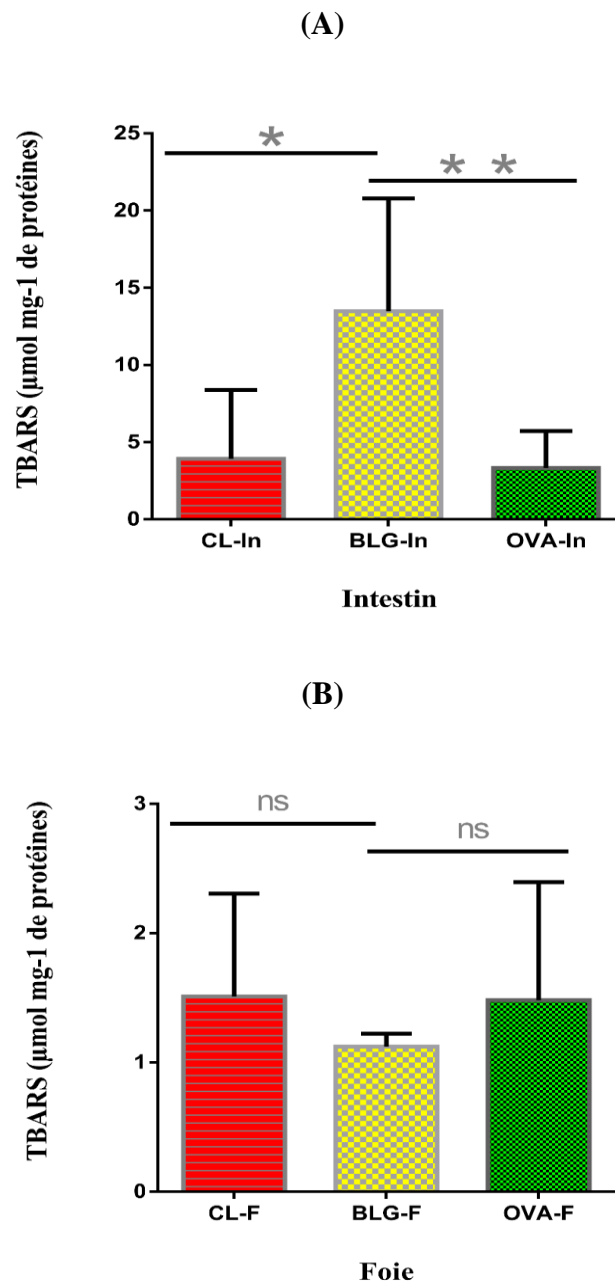 (A)
TBARS (µmol mg-1 de protéines)
25
20
15
10
5
0
*
* *
CL-In BLG-In OVA-In
Intestin
(B)
TBARS (µmol mg-1 de protéines)
3
2
1
0
ns
ns
CL-F BLG-F OVA-F
Foie